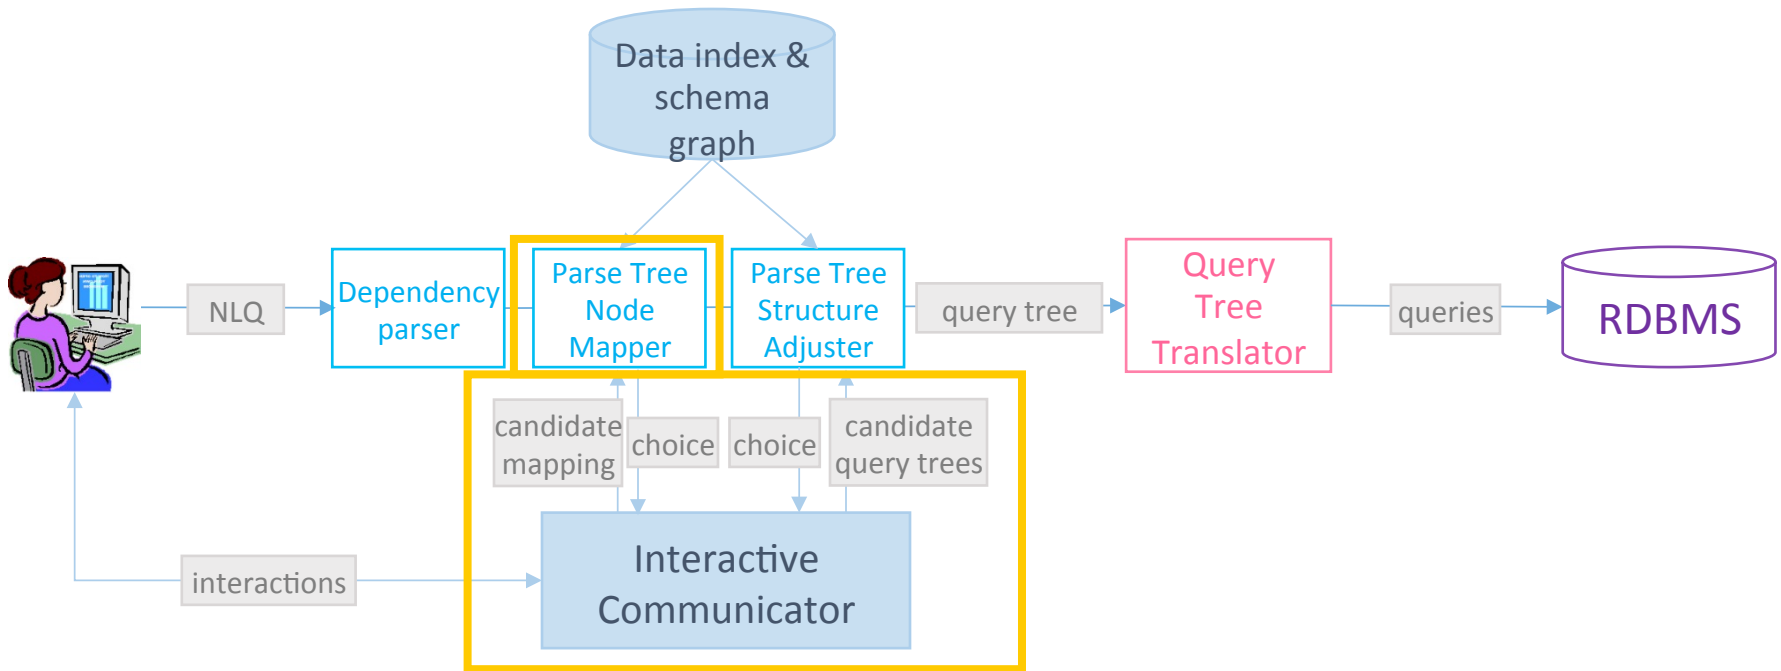 Data index &
schema
graph
NLQ
Dependency
parser
Parse Tree
Node
Mapper
Parse Tree
Structure
Adjuster
query tree
Query
Tree
Translator
queries
RDBMS
candidate
mapping
choice
choice
candidate
query trees
interactions
Interactive
Communicator